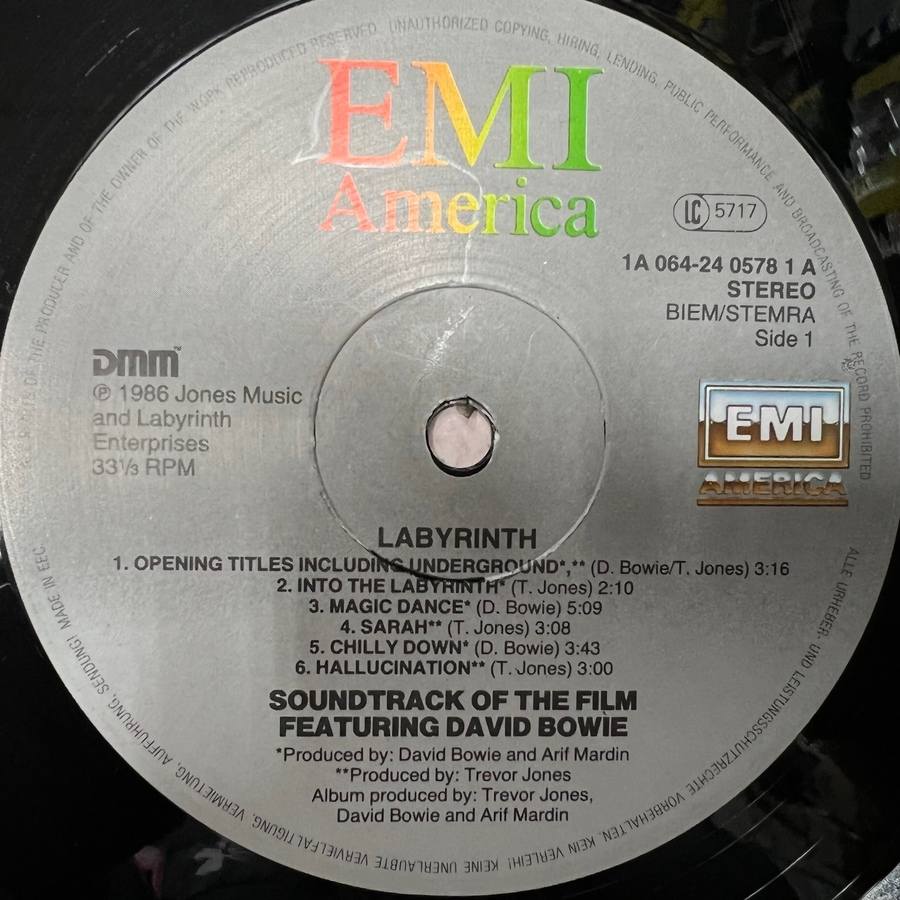 EMI
America
LC 5717
1A 064-24 0578 1 A
STEREO
BIEM/STEMRA
Side 1
DMM™
℗ 1986 Jones Music
and Labyrinth
Enterprises
33⅓ RPM
EMI
AMERICA
LABYRINTH
1. OPENING TITLES INCLUDING UNDERGROUND*,** (D. Bowie/T. Jones) 3:16
2. INTO THE LABYRINTH* (T. Jones) 2:10
3. MAGIC DANCE* (D. Bowie) 5:09
4. SARAH** (T. Jones) 3:08
5. CHILLY DOWN* (D. Bowie) 3:43
6. HALLUCINATION** (T. Jones) 3:00
SOUNDTRACK OF THE FILM
FEATURING DAVID BOWIE
*Produced by: David Bowie and Arif Mardin
**Produced by: Trevor Jones
Album produced by: Trevor Jones,
David Bowie and Arif Mardin
OF THE PRODUCER AND OF THE OWNER OF THE WORK REPRODUCED RESERVED. UNAUTHORIZED COPYING, HIRING, LENDING, PUBLIC PERFORMANCE AND BROADCASTING OF THE RECORD PROHIBITED
ALLE URHEBER- UND LEISTUNGSSCHUTZRECHTE VORBEHALTEN. KEIN VERLEIH! KEINE UNERLAUBTE VERVIELFÄLTIGUNG, VERMIETUNG, AUFFÜHRUNG, SENDUNG! MADE IN EEC